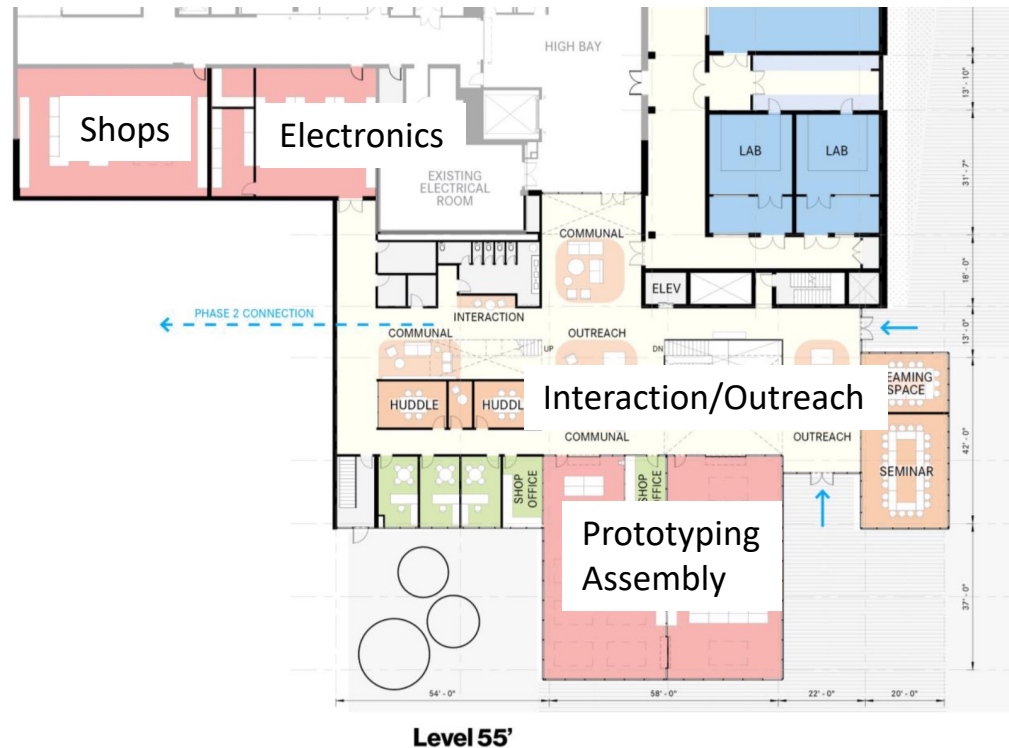 HIGH BAY
Shops
Electronics
EXISTING
ELECTRICAL
ROOM
LAB
LAB
13' - 10"
31' - 7"
COMMUNAL
18' - 0"
ELEV
INTERACTION
PHASE 2 CONNECTION
COMMUNAL
OUTREACH
UP
DN
13' - 0"
HUDDLE
HUDDL
Interaction/Outreach
EAMING
SPACE
COMMUNAL
OUTREACH
42' - 0"
SEMINAR
SHOP
OFFICE
SHOP
OFFICE
Prototyping
Assembly
37' - 0"
54' - 0"
58' - 0"
22' - 0"
20' - 0"
Level 55'